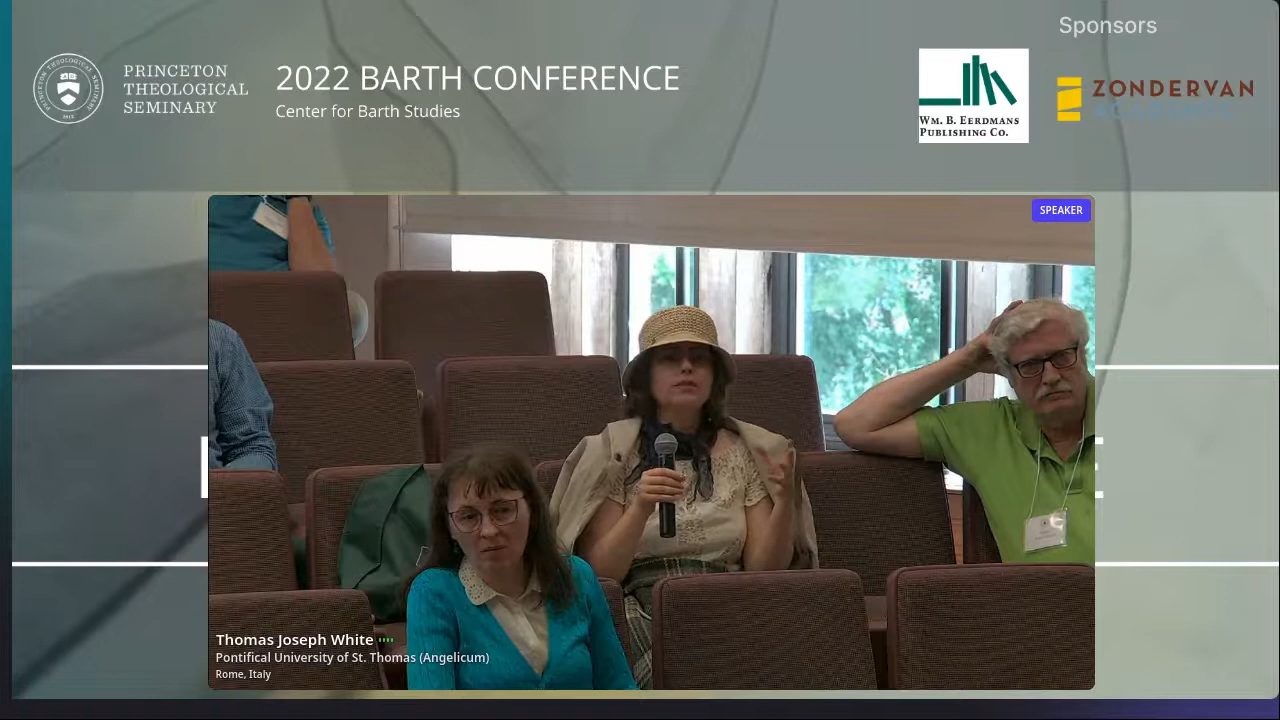 Sponsors
PRINCETON
THEOLOGICAL
SEMINARY
2022 BARTH CONFERENCE
Center for Barth Studies
WM. B. EERDMANS
PUBLISHING CO.
ZONDERVAN
ACADEMIC
SPEAKER
Thomas Joseph White
Pontifical University of St. Thomas (Angelicum)
Rome, Italy